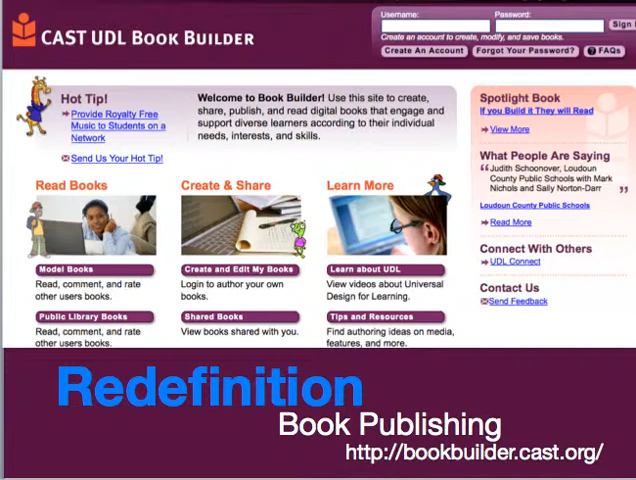 CAST UDL BOOK BUILDER
Username:
Password:
Sign
Create an account to create, modify, and save books.
Create An Account
Forgot Your Password?
? FAQs
Hot Tip!
Provide Royalty Free
Music to Students on a
Network
Send Us Your Hot Tip!
Welcome to Book Builder! Use this site to create,
share, publish, and read digital books that engage and
support diverse learners according to their individual
needs, interests, and skills.
Read Books
Model Books
Read, comment, and rate
other users books.
Public Library Books
Read, comment, and rate
other users books.
Create & Share
Create and Edit My Books
Login to author your own
books.
Shared Books
View books shared with you.
Learn More
Learn about UDL
View videos about Universal
Design for Learning.
Tips and Resources
Find authoring ideas on media,
features, and more.
Spotlight Book
If you Build it They will Read
View More
What People Are Saying
“ Judith Schoonover, Loudoun
County Public Schools with Mark
Nichols and Sally Norton-Darr ”
Loudoun County Public Schools
Read More
Connect With Others
UDL Connect
Contact Us
Send Feedback
Redefinition
Book Publishing
http://bookbuilder.cast.org/